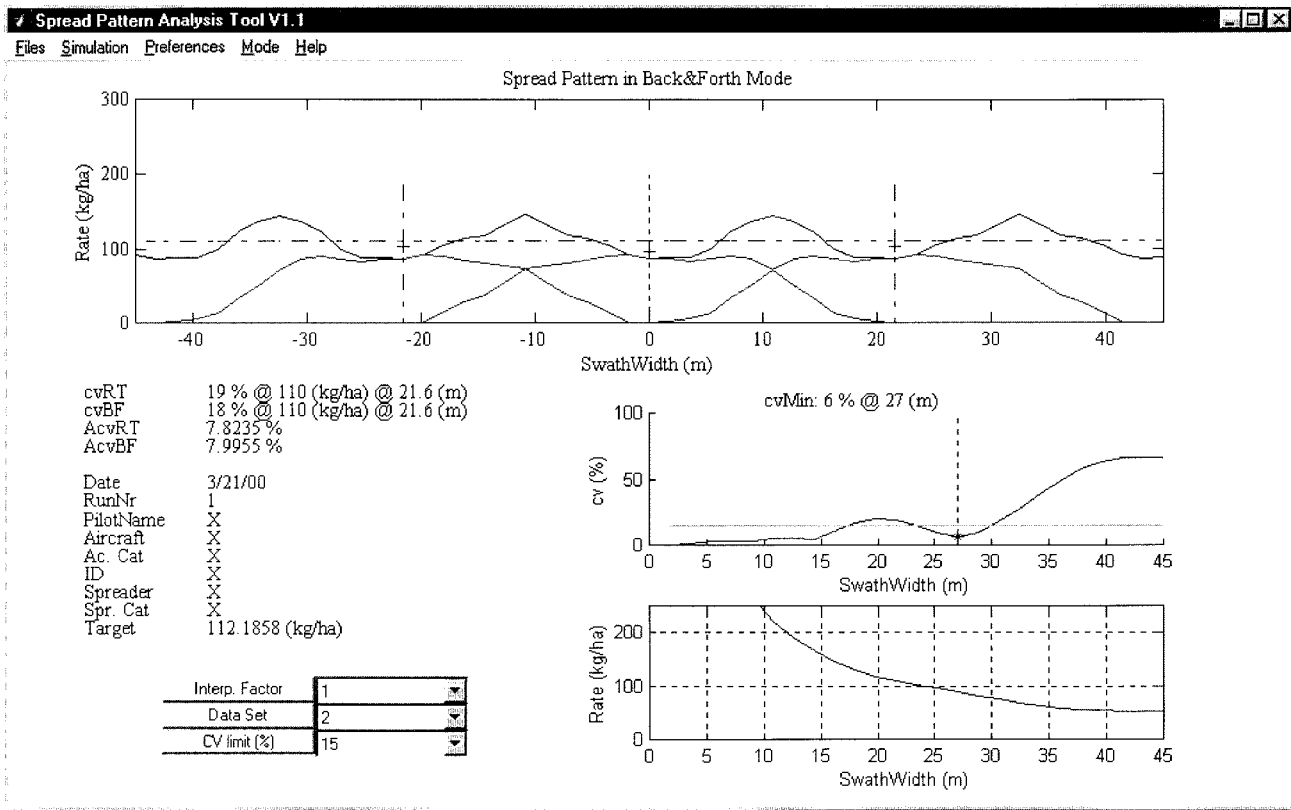 Spread Pattern Analysis Tool V1.1
Files Simulation Preferences Mode Help
Spread Pattern in Back&Forth Mode
300
200
100
0
Rate (kg/ha)
-40 -30 -20 -10 0 10 20 30 40
SwathWidth (m)
cvRT 19 % @ 110 (kg/ha) @ 21.6 (m)
cvBF 18 % @ 110 (kg/ha) @ 21.6 (m)
AcvRT 7.8235 %
AcvBF 7.9955 %
Date 3/21/00
RunNr 1
PilotName X
Aircraft X
Ac. Cat X
ID X
Spreader X
Spr. Cat X
Target 112.1858 (kg/ha)
Interp. Factor 1
Data Set 2
CV limit (%) 15
cvMin: 6 % @ 27 (m)
100
50
0
cv (%)
0 5 10 15 20 25 30 35 40 45
SwathWidth (m)
200
100
0
Rate (kg/ha)
0 5 10 15 20 25 30 35 40 45
SwathWidth (m)